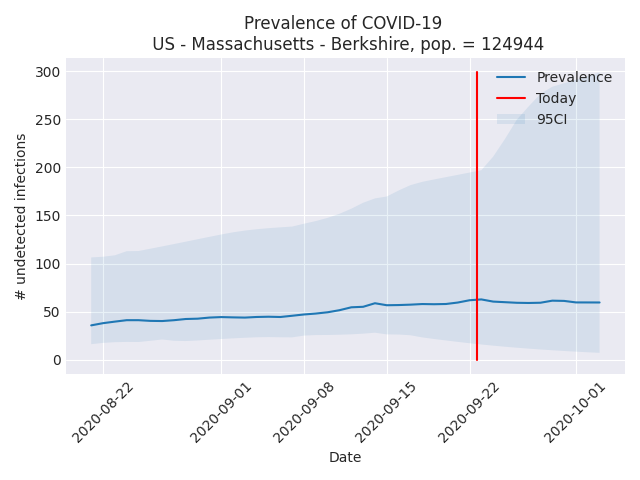 Prevalence of COVID-19
US - Massachusetts - Berkshire, pop. = 124944
Prevalence
Today
95CI
300
250
200
150
100
50
0
# undetected infections
2020-08-22
2020-09-01
2020-09-08
2020-09-15
2020-09-22
2020-10-01
Date